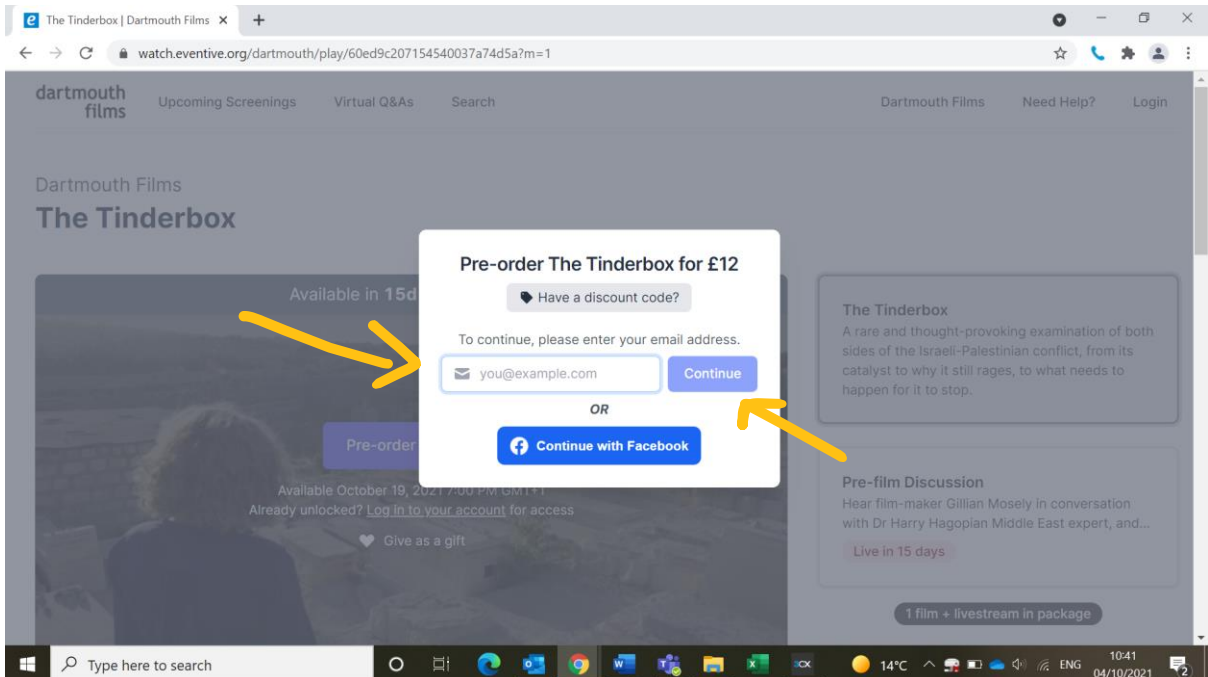 The Tinderbox | Dartmouth Films
watch.eventive.org/dartmouth/play/60ed9c207154540037a74d5a?m=1
dartmouth
films
Upcoming Screenings
Virtual Q&As
Search
Dartmouth Films
Need Help?
Login
Dartmouth Films
The Tinderbox
Available in 15d
Pre-order The Tinderbox for £12
Have a discount code?
To continue, please enter your email address.
you@example.com
Continue
OR
Continue with Facebook
Pre-order
Available October 19, 2021 7:00 PM GMT+1
Already unlocked? Log in to your account for access
Give as a gift
The Tinderbox
A rare and thought-provoking examination of both
sides of the Israeli-Palestinian conflict, from its
catalyst to why it still rages, to what needs to
happen for it to stop.
Pre-film Discussion
Hear film-maker Gillian Mosely in conversation
with Dr Harry Hagopian Middle East expert, and...
Live in 15 days
1 film + livestream in package
Type here to search
14°C
ENG
10:41
04/10/2021
2